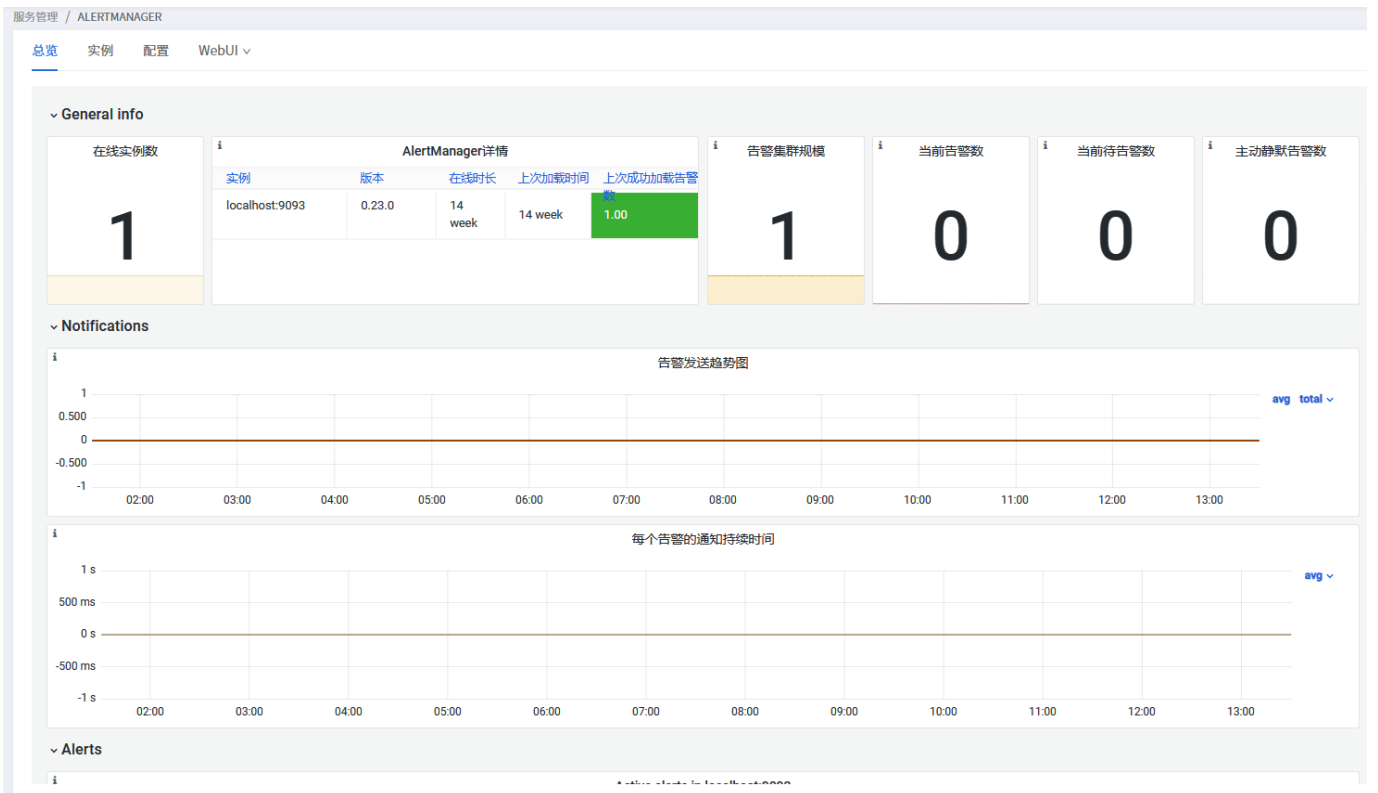 服务管理 / ALERTMANAGER
总览 实例 配置 WebUI
General info
在线实例数
1
i
AlertManager详情
实例 版本 在线时长 上次加载时间 上次成功加载告警数
localhost:9093 0.23.0 14 week 14 week 1.00
i
告警集群规模
1
i
当前告警数
0
i
当前待告警数
0
i
主动静默告警数
0
Notifications
i
告警发送趋势图
avg total
1
0.500
0
-0.500
-1
02:00 03:00 04:00 05:00 06:00 07:00 08:00 09:00 10:00 11:00 12:00 13:00
i
每个告警的通知持续时间
avg
1 s
500 ms
0 s
-500 ms
-1 s
02:00 03:00 04:00 05:00 06:00 07:00 08:00 09:00 10:00 11:00 12:00 13:00
Alerts
i
Active alerts in localhost:9093